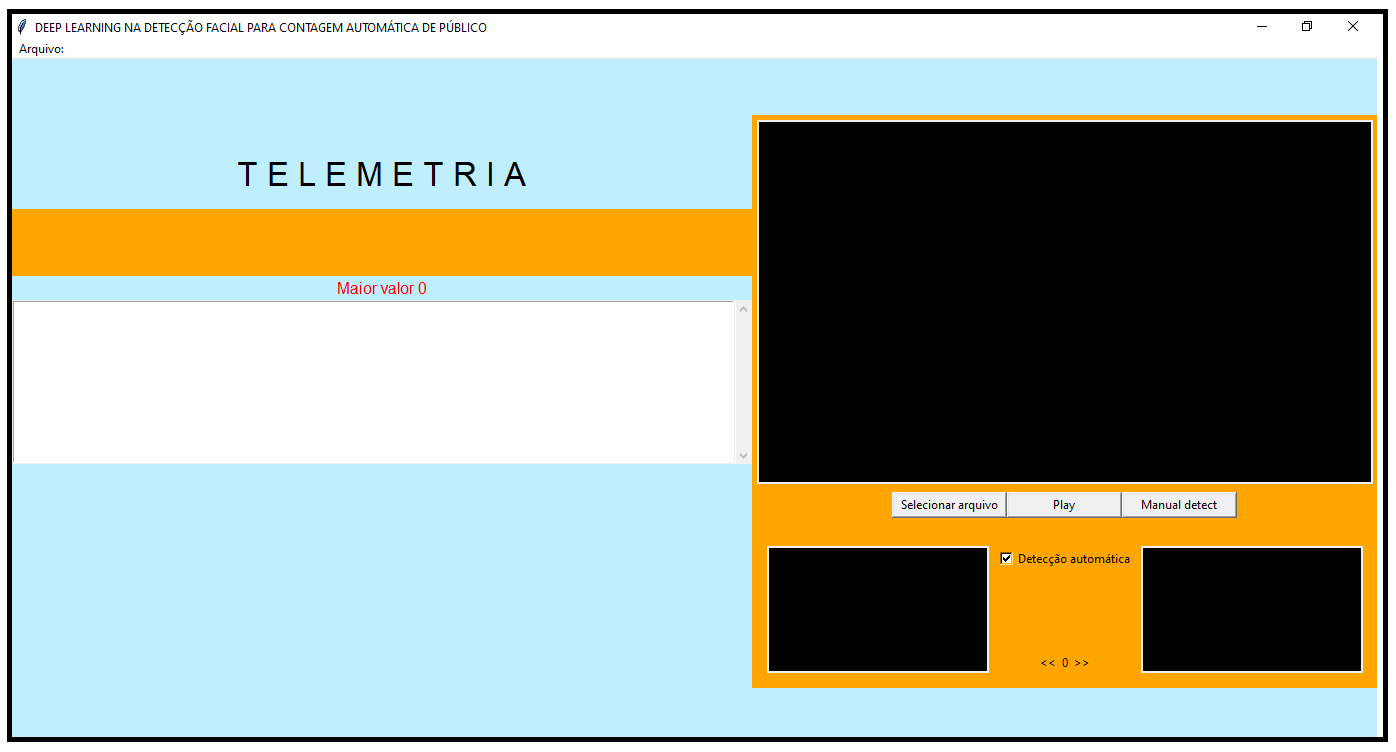 DEEP LEARNING NA DETECÇÃO FACIAL PARA CONTAGEM AUTOMÁTICA DE PÚBLICO
Arquivo:
T E L E M E T R I A
Maior valor 0
Selecionar arquivo
Play
Manual detect
Detecção automática
<< 0 >>